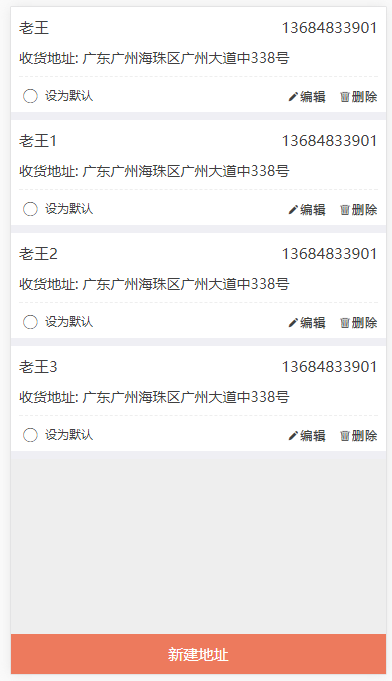 老王 13684833901
收货地址: 广东广州海珠区广州大道中338号
设为默认 编辑 删除
老王1 13684833901
收货地址: 广东广州海珠区广州大道中338号
设为默认 编辑 删除
老王2 13684833901
收货地址: 广东广州海珠区广州大道中338号
设为默认 编辑 删除
老王3 13684833901
收货地址: 广东广州海珠区广州大道中338号
设为默认 编辑 删除
新建地址